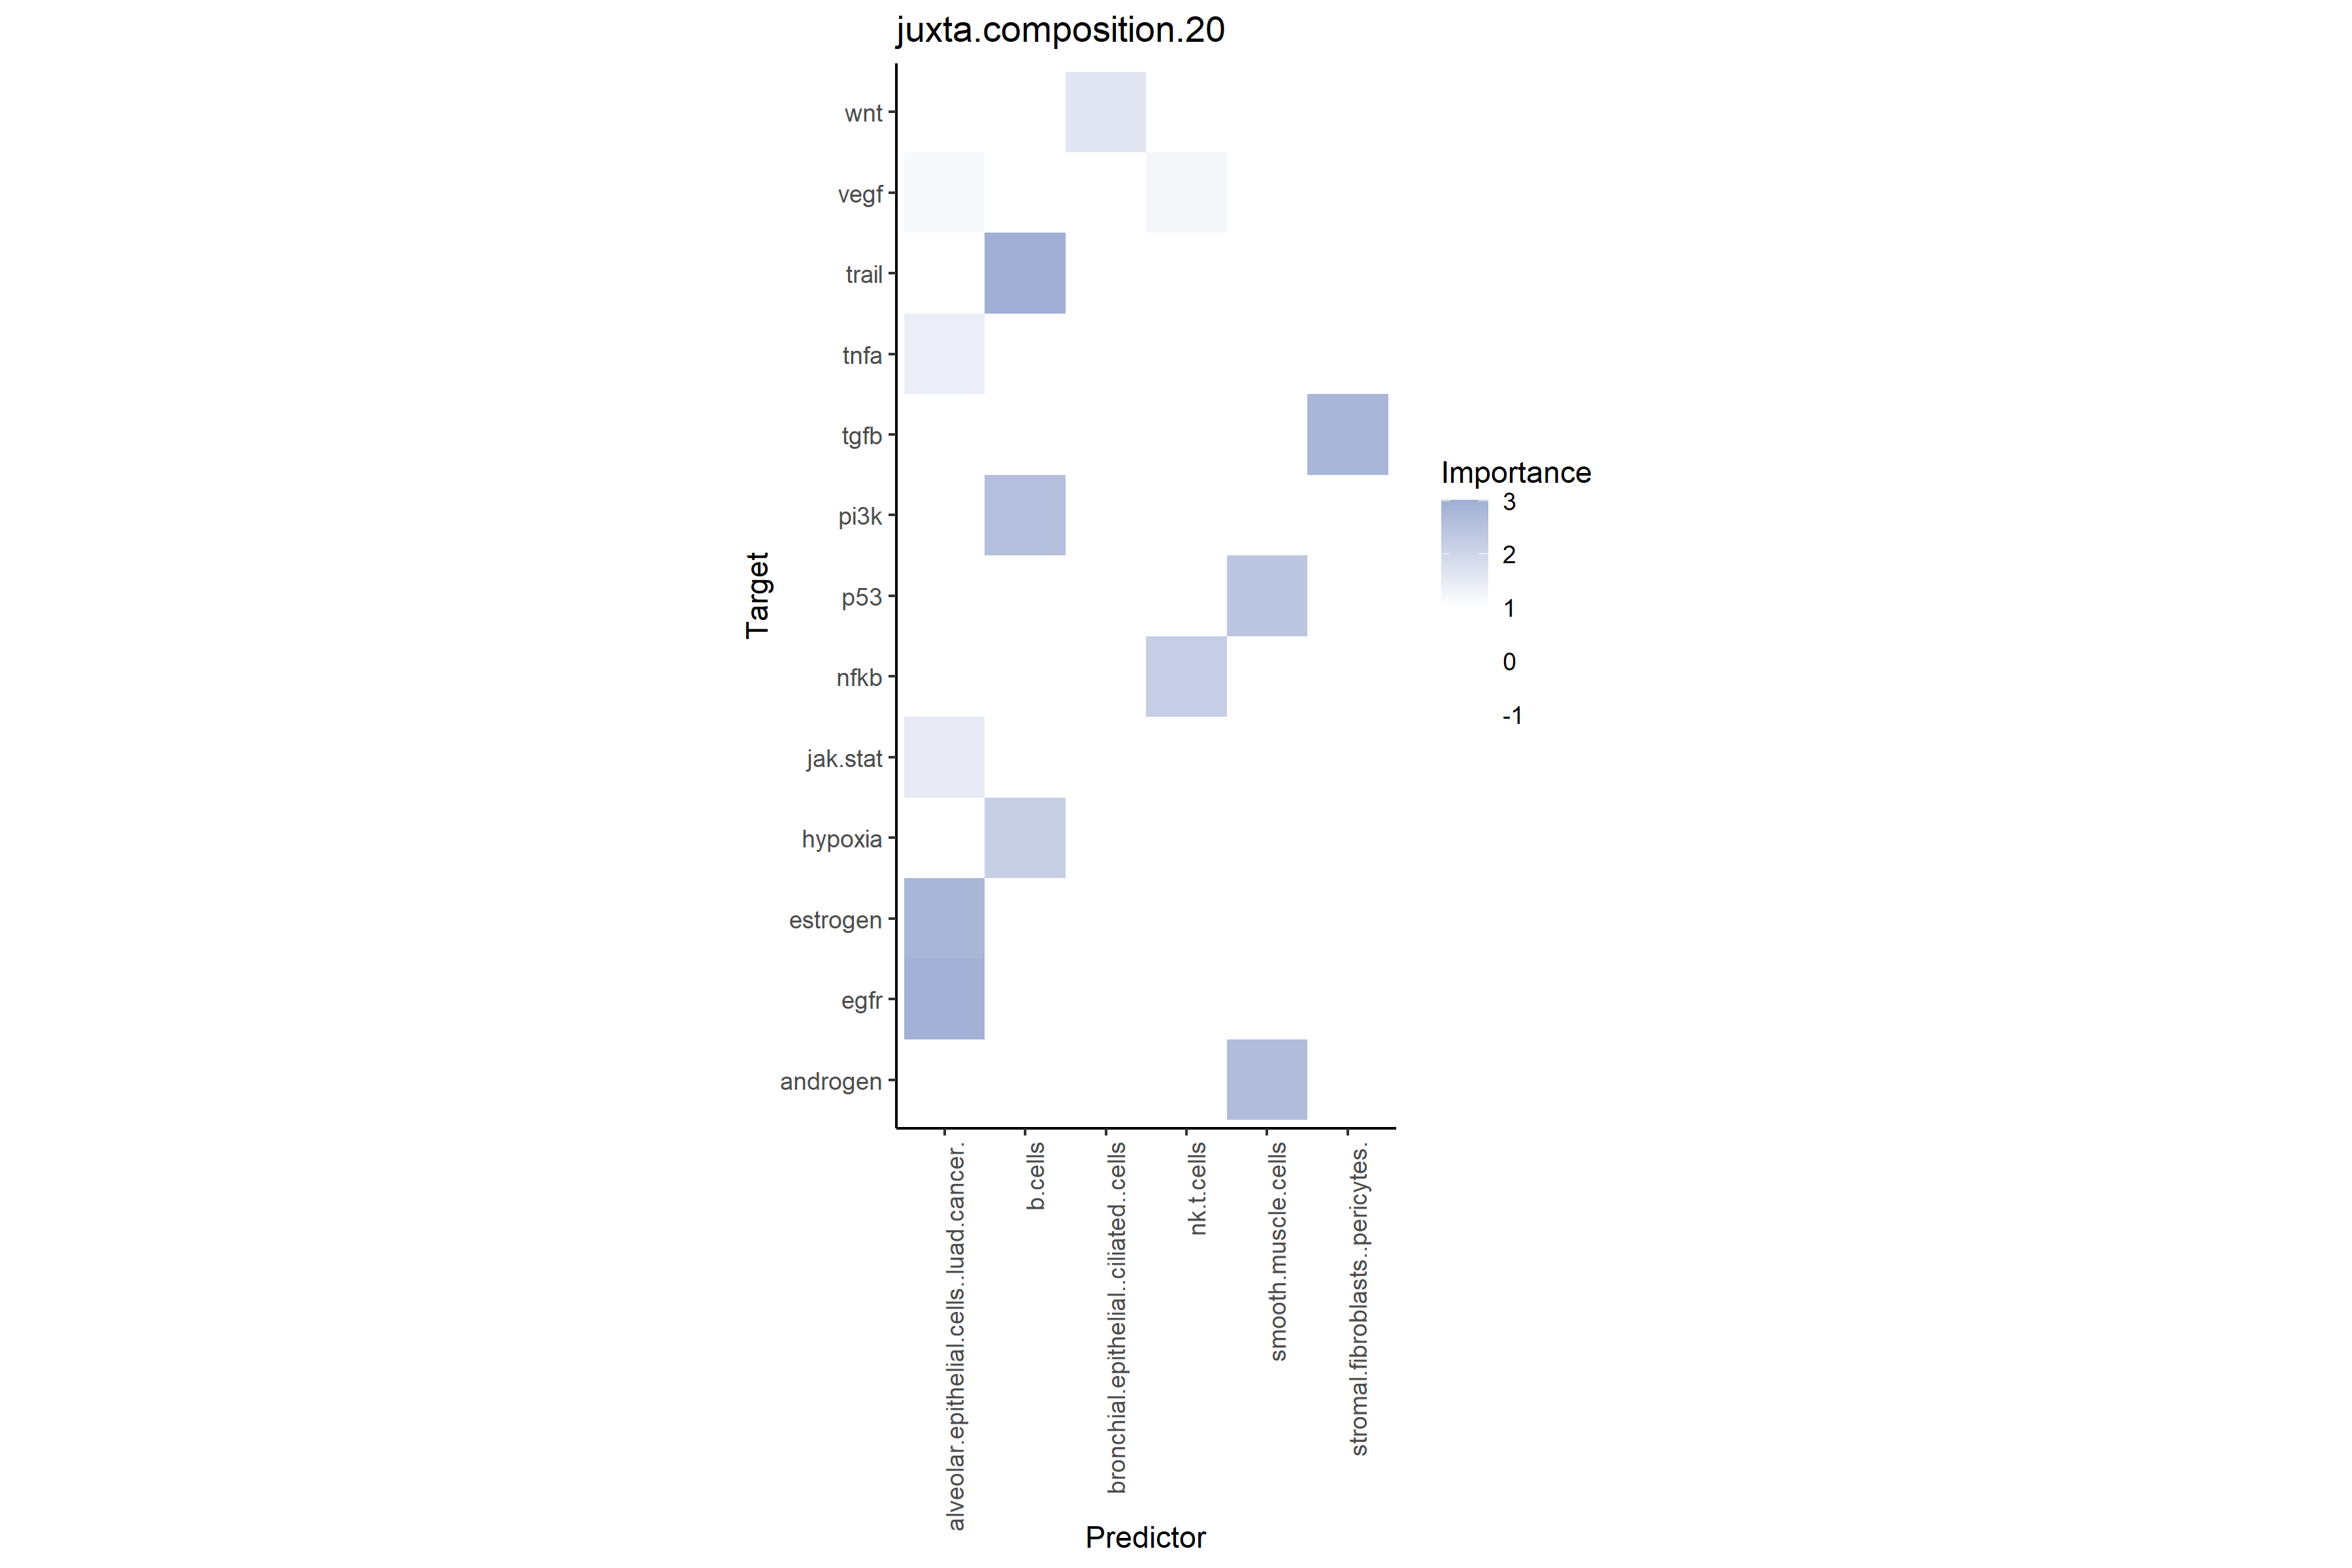 juxta.composition.20
wnt
vegf
trail
tnfa
tgfb
pi3k
p53
nfkb
jak.stat
hypoxia
estrogen
egfr
androgen
Target
alveolar.epithelial.cells..luad.cancer.
b.cells
bronchial.epithelial..ciliated..cells
nk.t.cells
smooth.muscle.cells
stromal.fibroblasts..pericytes.
Predictor
Importance
3
2
1
0
-1